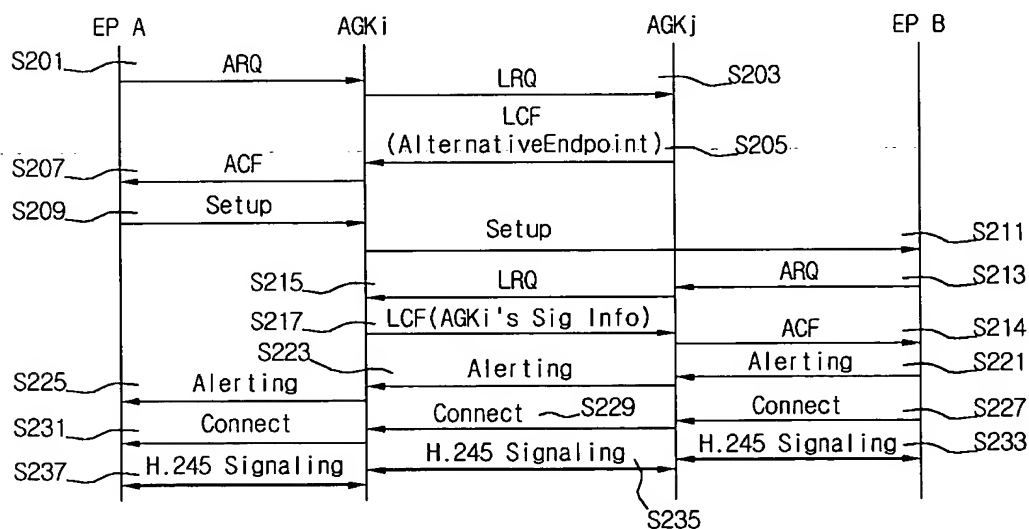 EP A AGKi AGKj EP B
S201 ARQ
LRQ S203
LCF
(AlternativeEndpoint) S205
S207 ACF
S209 Setup
Setup S211
S215 LRQ ARQ S213
S217 LCF(AGKi's Sig Info) ACF S214
S223 Alerting Alerting S221
S225 Alerting
Connect S229 Connect S227
S231 Connect
S237 H.245 Signaling H.245 Signaling H.245 Signaling S233
S235